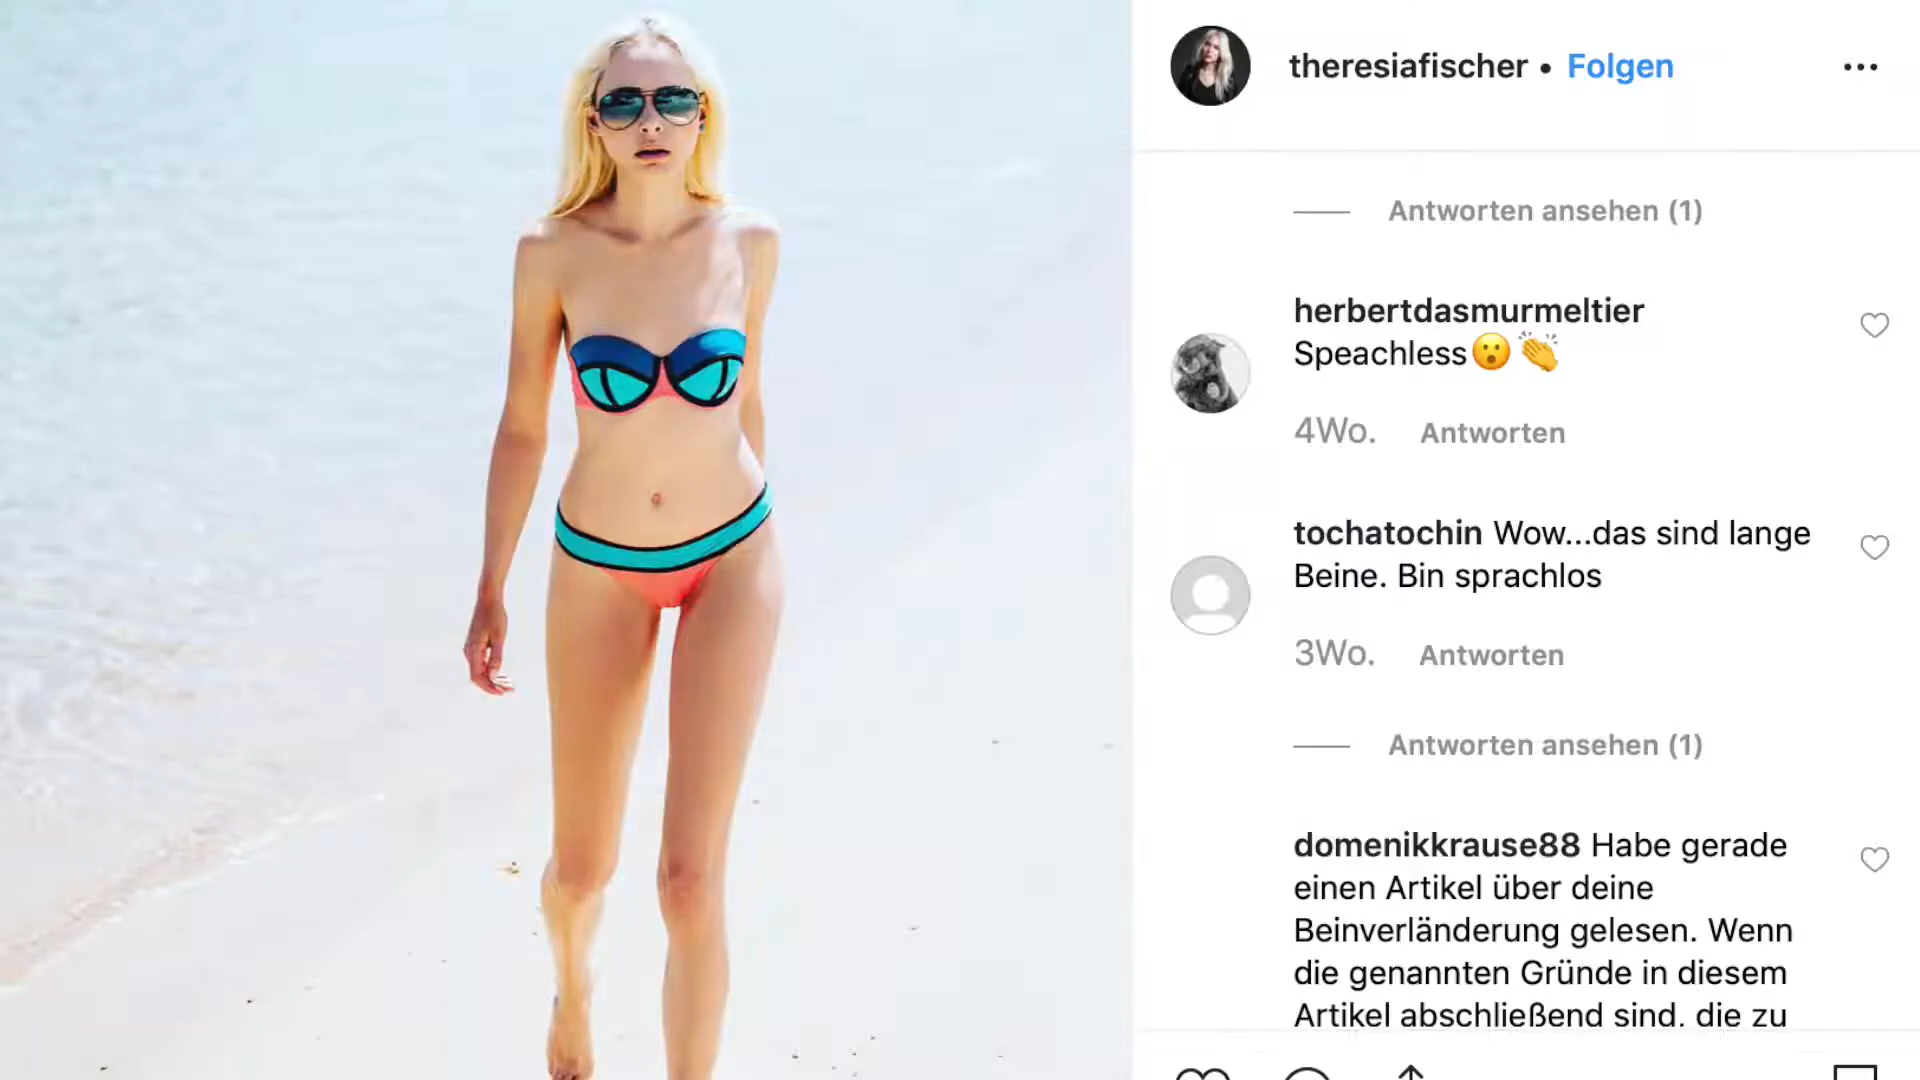 theresiafischer • Folgen
Antworten ansehen (1)
herbertdasmurmeltier
Speachless😮👏
4Wo. Antworten
tochatochin Wow...das sind lange
Beine. Bin sprachlos
3Wo. Antworten
Antworten ansehen (1)
domenikkrause88 Habe gerade
einen Artikel über deine
Beinverländerung gelesen. Wenn
die genannten Gründe in diesem
Artikel abschließend sind, die zu